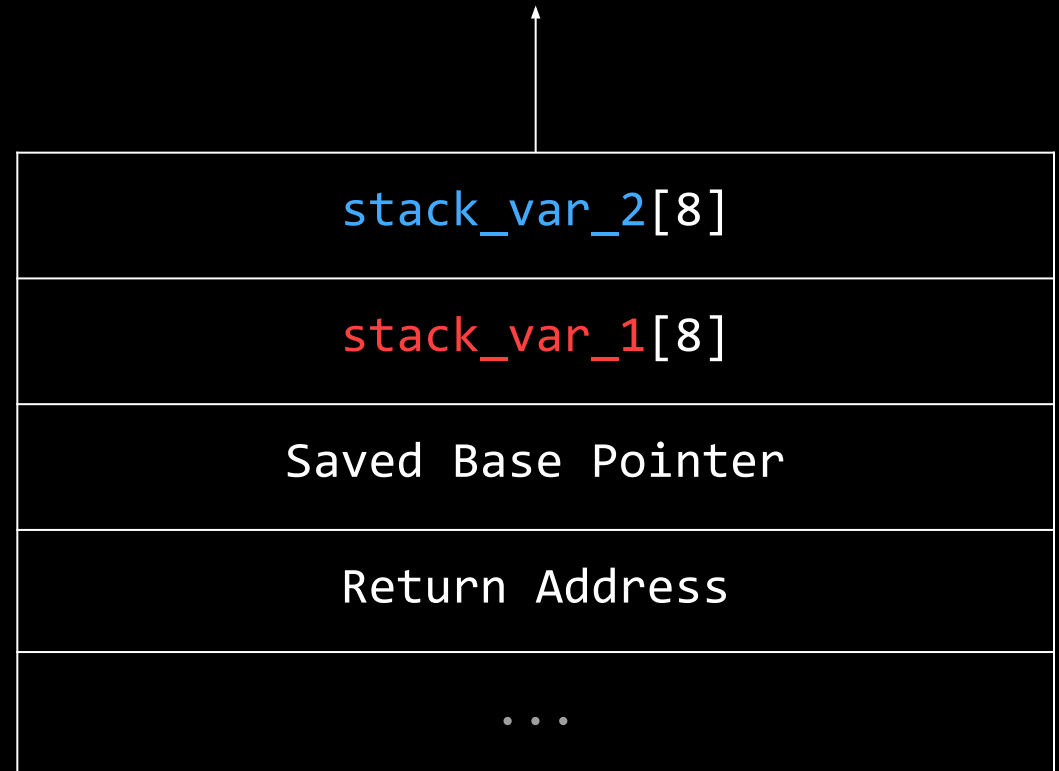 stack_var_2[8]
stack_var_1[8]
Saved Base Pointer
Return Address
...